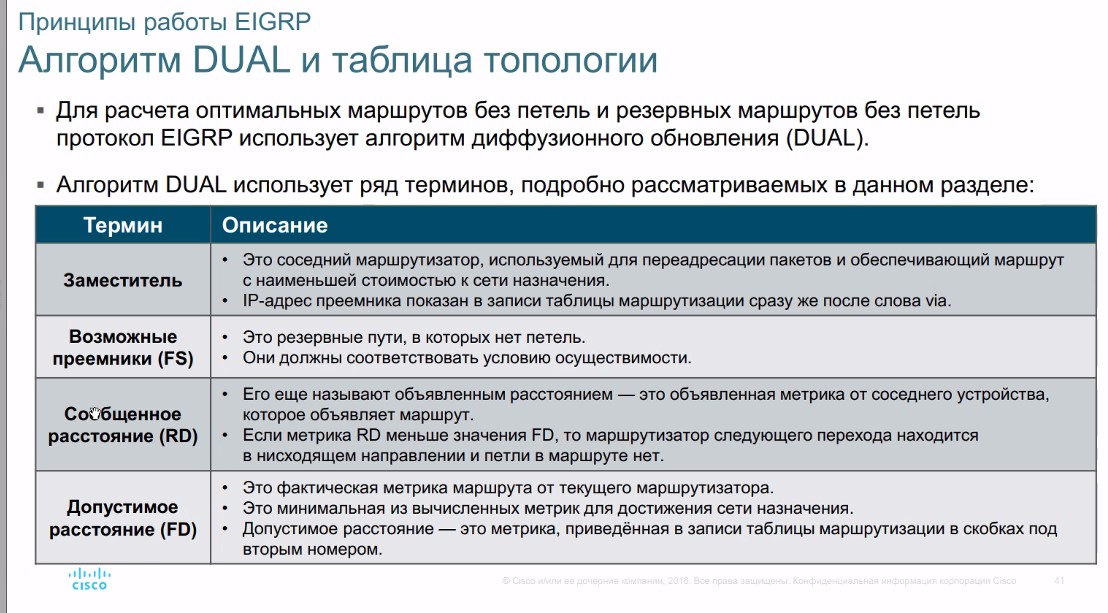 Принципы работы EIGRP
Алгоритм DUAL и таблица топологии
▪ Для расчета оптимальных маршрутов без петель и резервных маршрутов без петель
протокол EIGRP использует алгоритм диффузионного обновления (DUAL).
▪ Алгоритм DUAL использует ряд терминов, подробно рассматриваемых в данном разделе:
Термин Описание
Заместитель
• Это соседний маршрутизатор, используемый для переадресации пакетов и обеспечивающий маршрут
с наименьшей стоимостью к сети назначения.
• IP-адрес преемника показан в записи таблицы маршрутизации сразу же после слова via.
Возможные
преемники (FS)
• Это резервные пути, в которых нет петель.
• Они должны соответствовать условию осуществимости.
Сообщенное
расстояние (RD)
• Его еще называют объявленным расстоянием — это объявленная метрика от соседнего устройства,
которое объявляет маршрут.
• Если метрика RD меньше значения FD, то маршрутизатор следующего перехода находится
в нисходящем направлении и петли в маршруте нет.
Допустимое
расстояние (FD)
• Это фактическая метрика маршрута от текущего маршрутизатора.
• Это минимальная из вычисленных метрик для достижения сети назначения.
• Допустимое расстояние — это метрика, приведённая в записи таблицы маршрутизации в скобках под
вторым номером.
CISCO
© Cisco и/или ее дочерние компании, 2016. Все права защищены. Конфиденциальная информация корпорации Cisco
41